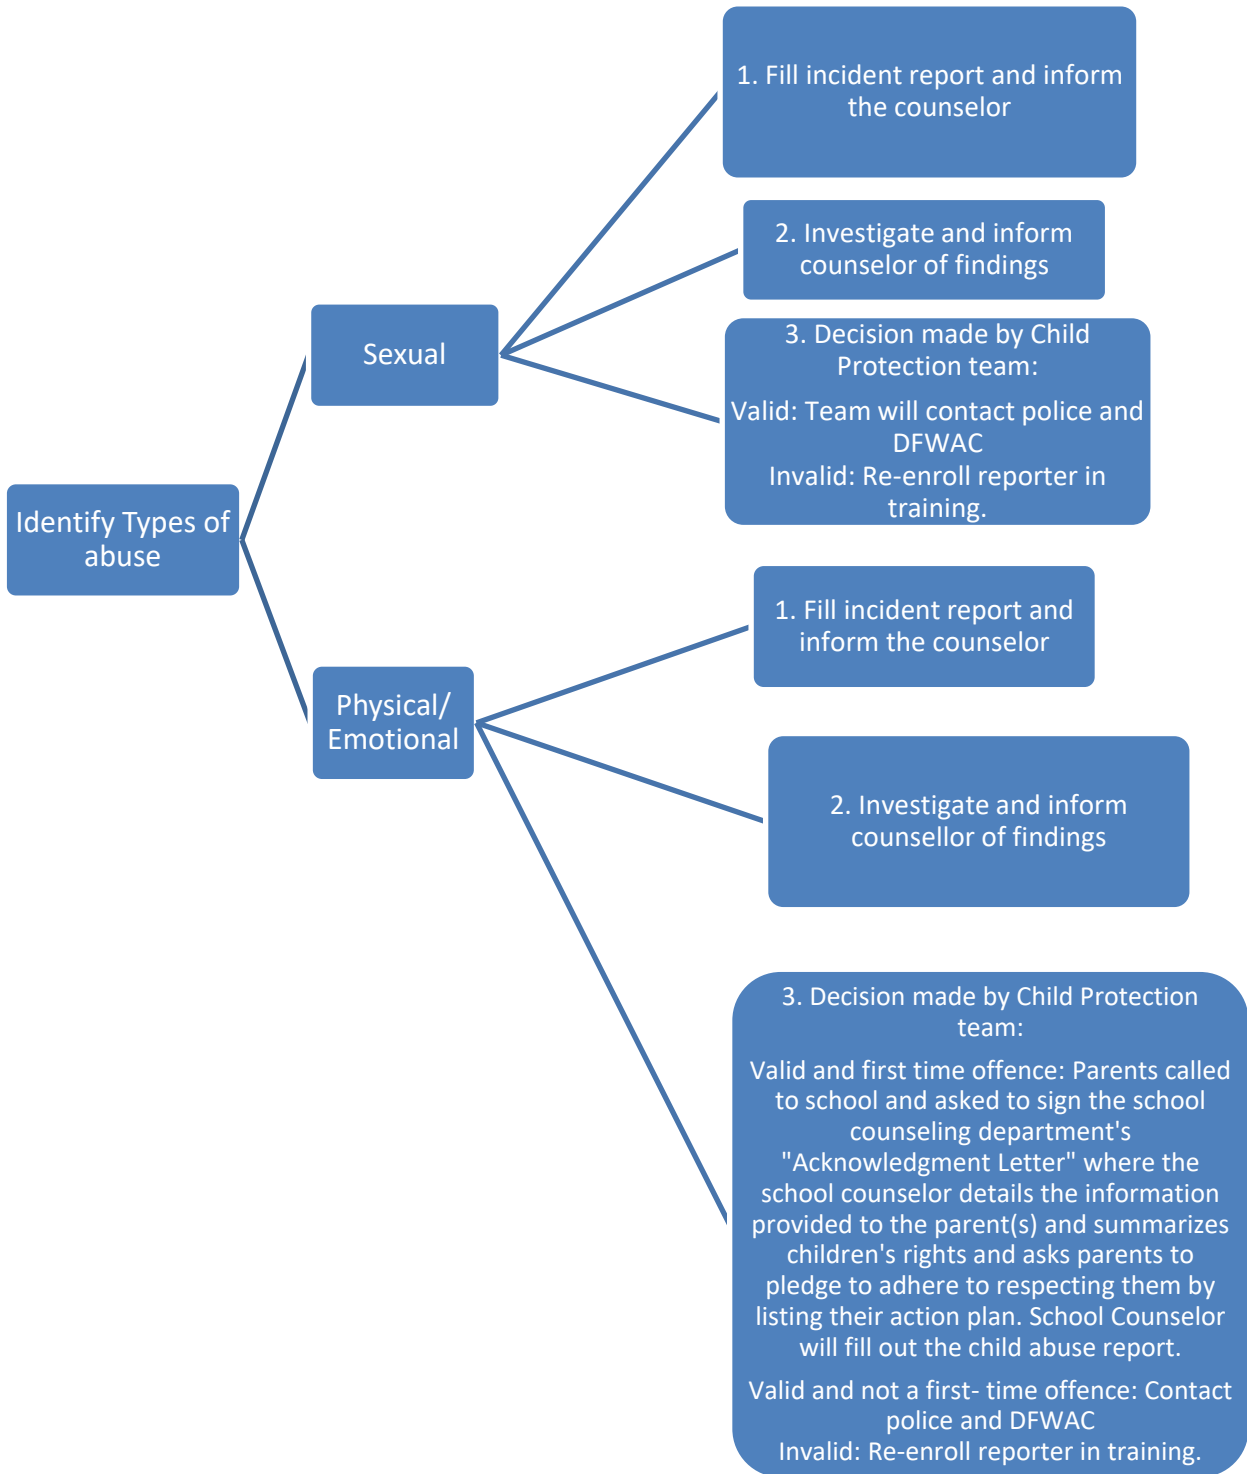 Identify Types of
abuse
Sexual
1. Fill incident report and inform
the counselor
2. Investigate and inform
counselor of findings
3. Decision made by Child
Protection team:
Valid: Team will contact police and
DFWAC
Invalid: Re-enroll reporter in
training.
Physical/
Emotional
1. Fill incident report and
inform the counselor
2. Investigate and inform
counsellor of findings
3. Decision made by Child Protection
team:
Valid and first time offence: Parents called
to school and asked to sign the school
counseling department's
"Acknowledgment Letter" where the
school counselor details the information
provided to the parent(s) and summarizes
children's rights and asks parents to
pledge to adhere to respecting them by
listing their action plan. School Counselor
will fill out the child abuse report.
Valid and not a first- time offence: Contact
police and DFWAC
Invalid: Re-enroll reporter in training.